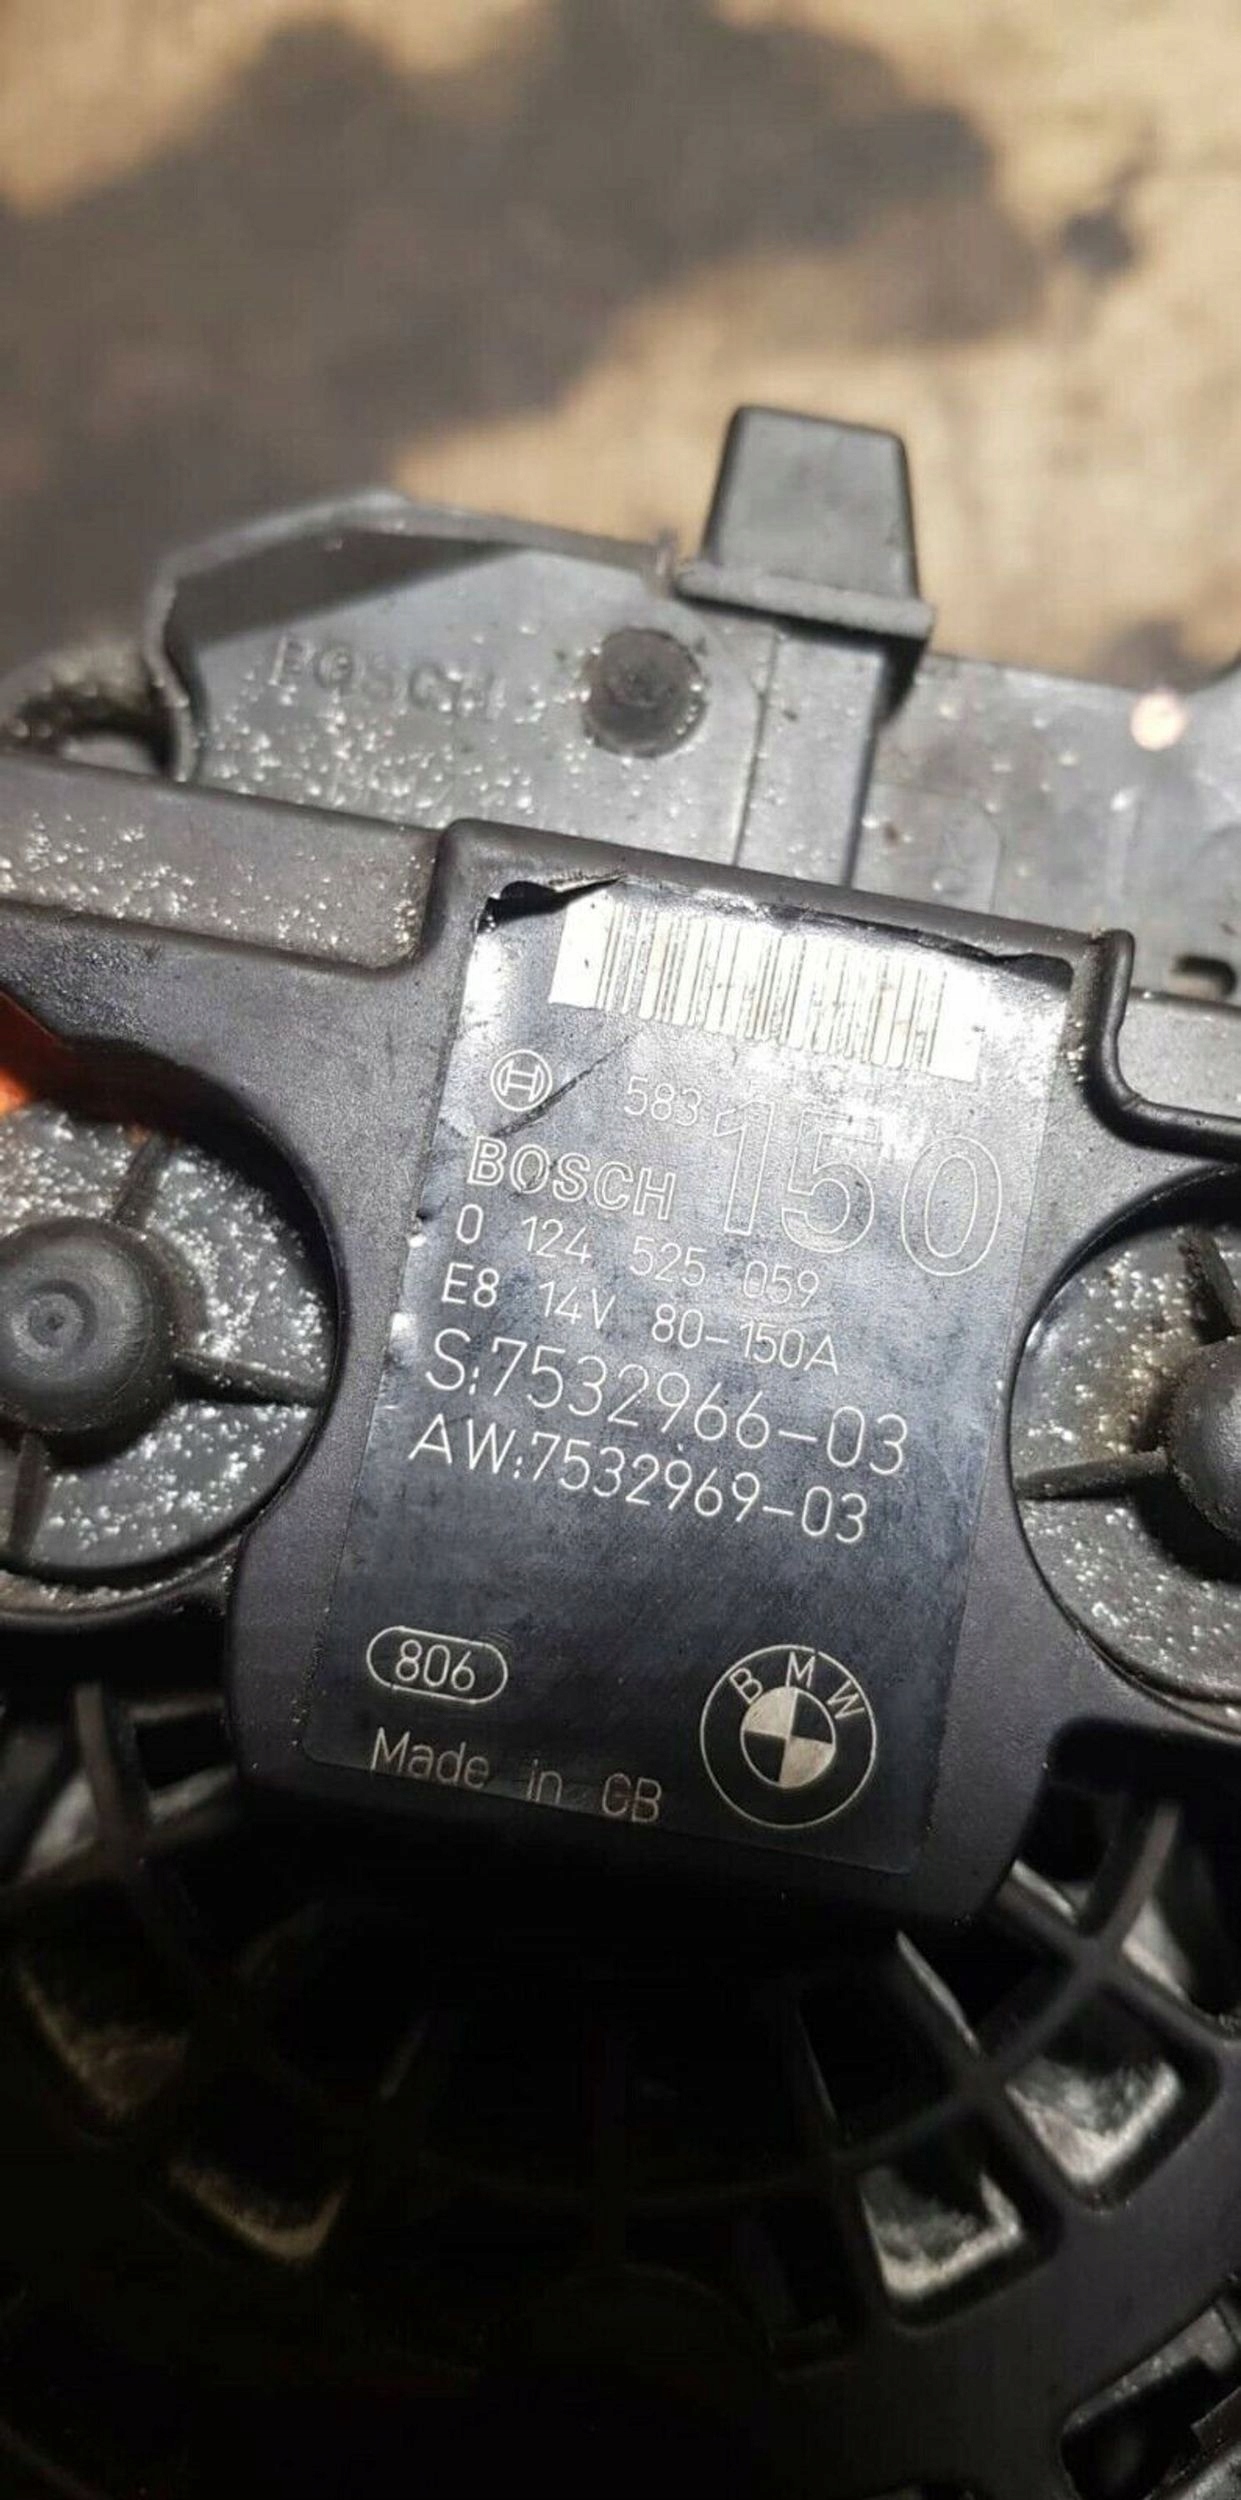 BOSCH
583
150
BOSCH
0 124 525 059
E8 14V 80-150A
S:7532966-03
AW:7532969-03
806
BMW
Made in GB